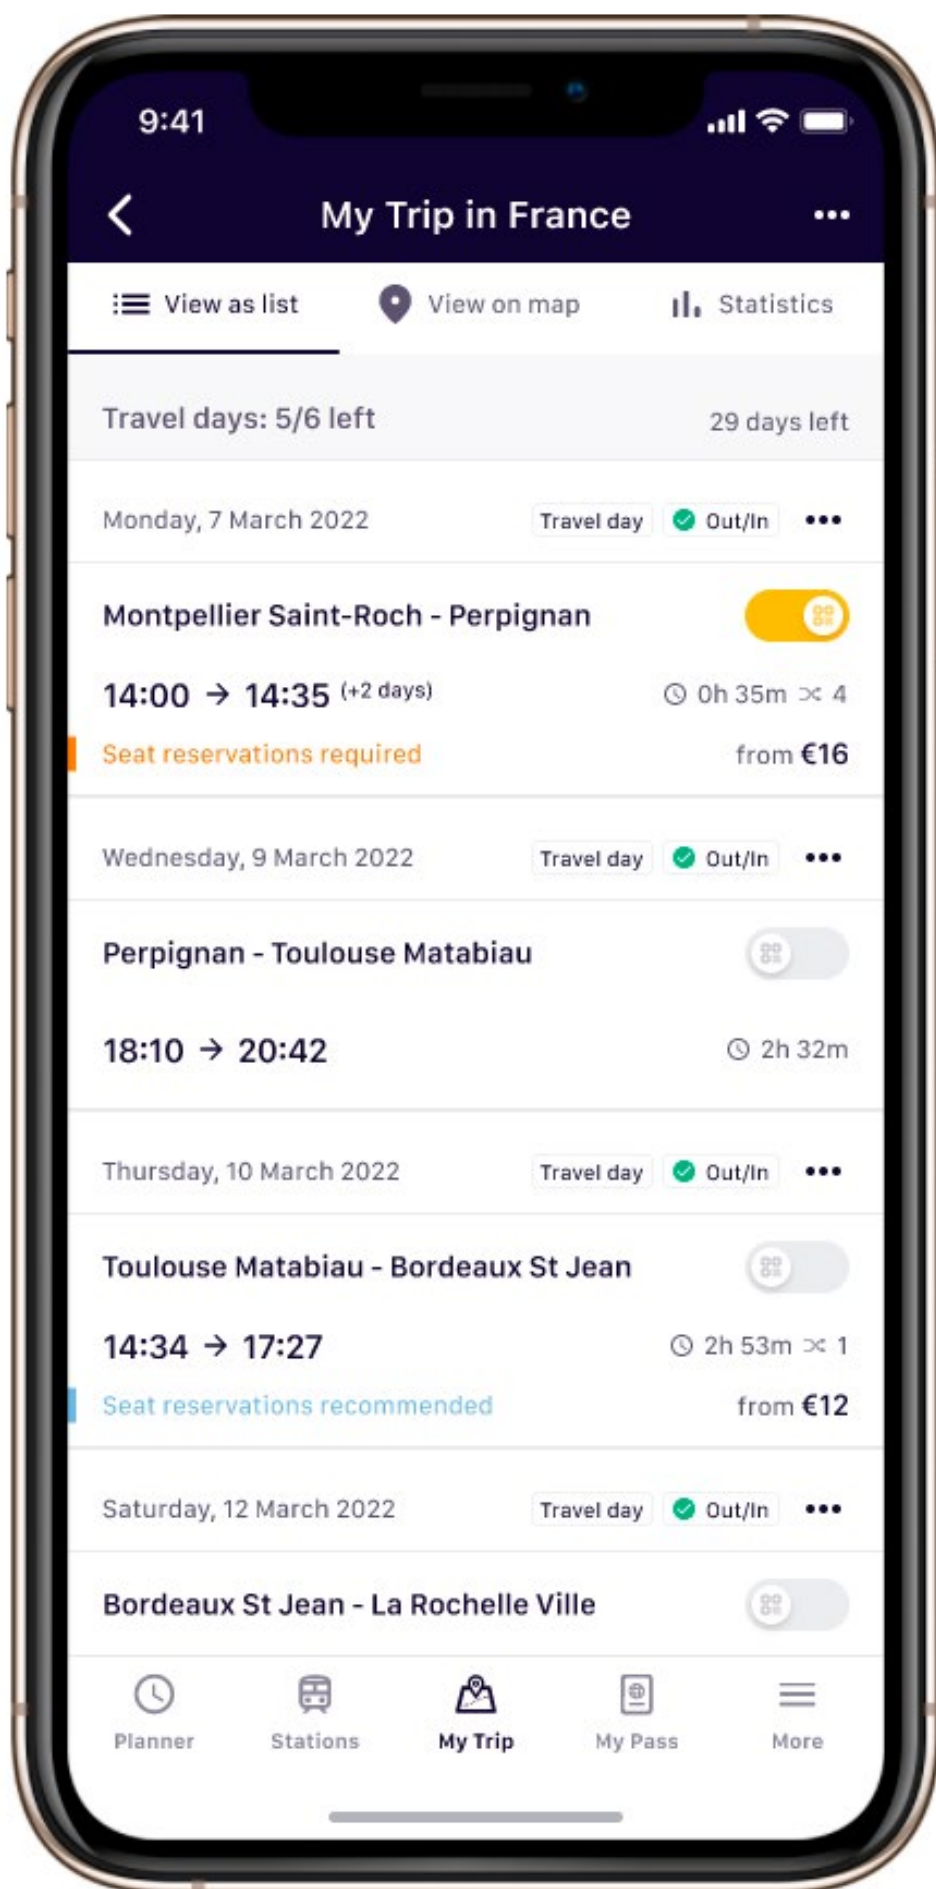 9:41
My Trip in France
View as list View on map Statistics
Travel days: 5/6 left 29 days left
Monday, 7 March 2022 Travel day Out/In
Montpellier Saint-Roch - Perpignan
14:00 → 14:35 (+2 days) 0h 35m 4
Seat reservations required from €16
Wednesday, 9 March 2022 Travel day Out/In
Perpignan - Toulouse Matabiau
18:10 → 20:42 2h 32m
Thursday, 10 March 2022 Travel day Out/In
Toulouse Matabiau - Bordeaux St Jean
14:34 → 17:27 2h 53m 1
Seat reservations recommended from €12
Saturday, 12 March 2022 Travel day Out/In
Bordeaux St Jean - La Rochelle Ville
Planner Stations My Trip My Pass More